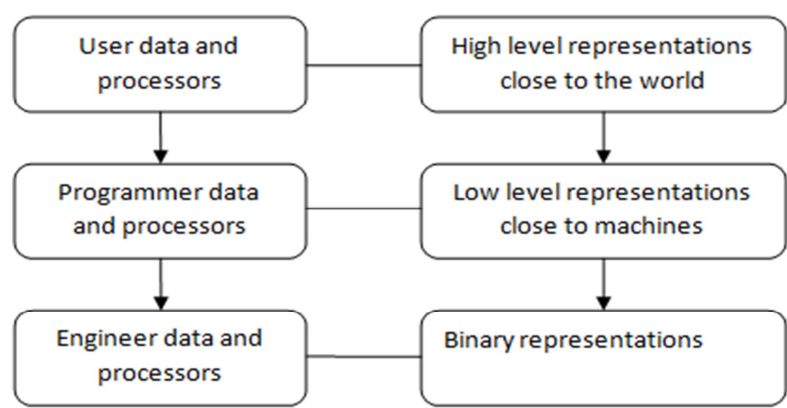 User data and
processors
High level representations
close to the world
Programmer data
and processors
Low level representations
close to machines
Engineer data and
processors
Binary representations